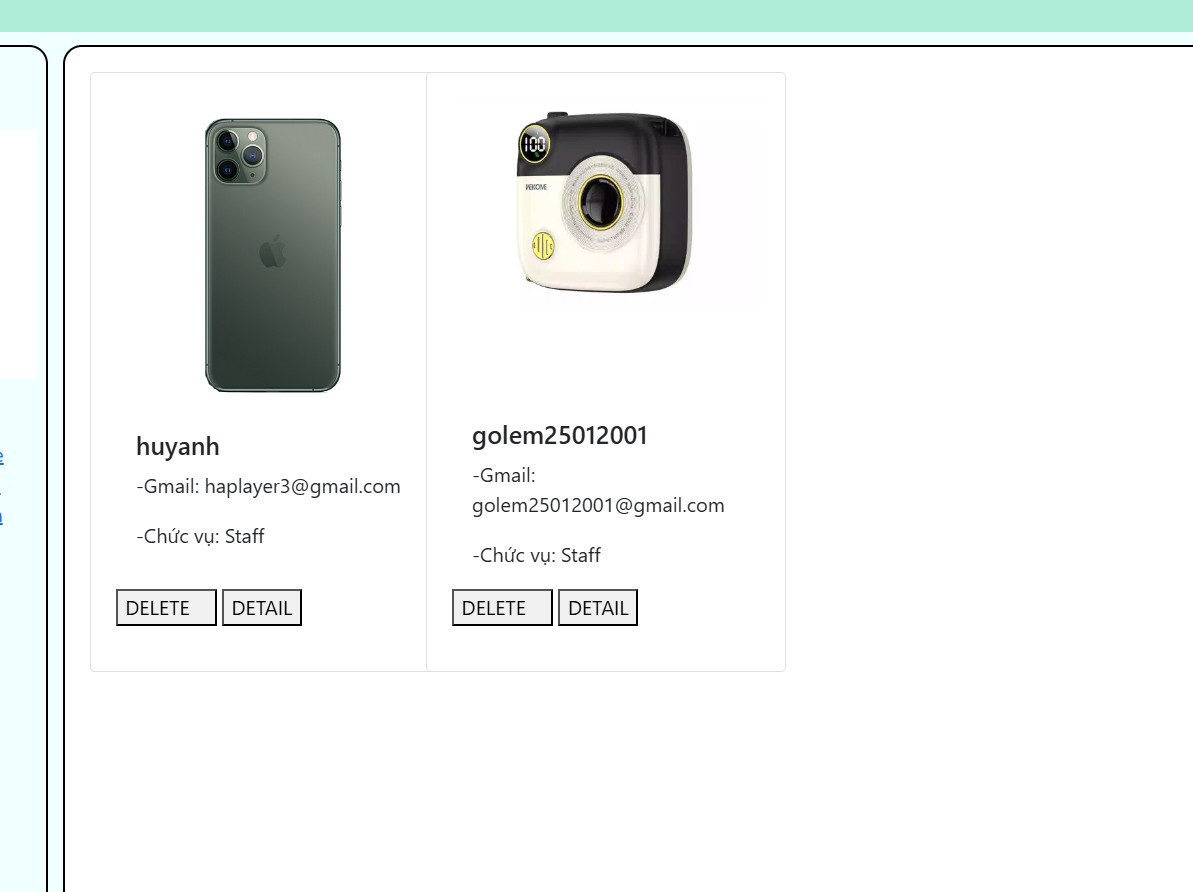 e
n
huyanh
-Gmail: haplayer3@gmail.com
-Chức vụ: Staff
DELETE
DETAIL
100
golem25012001
-Gmail:
golem25012001@gmail.com
-Chức vụ: Staff
DELETE
DETAIL